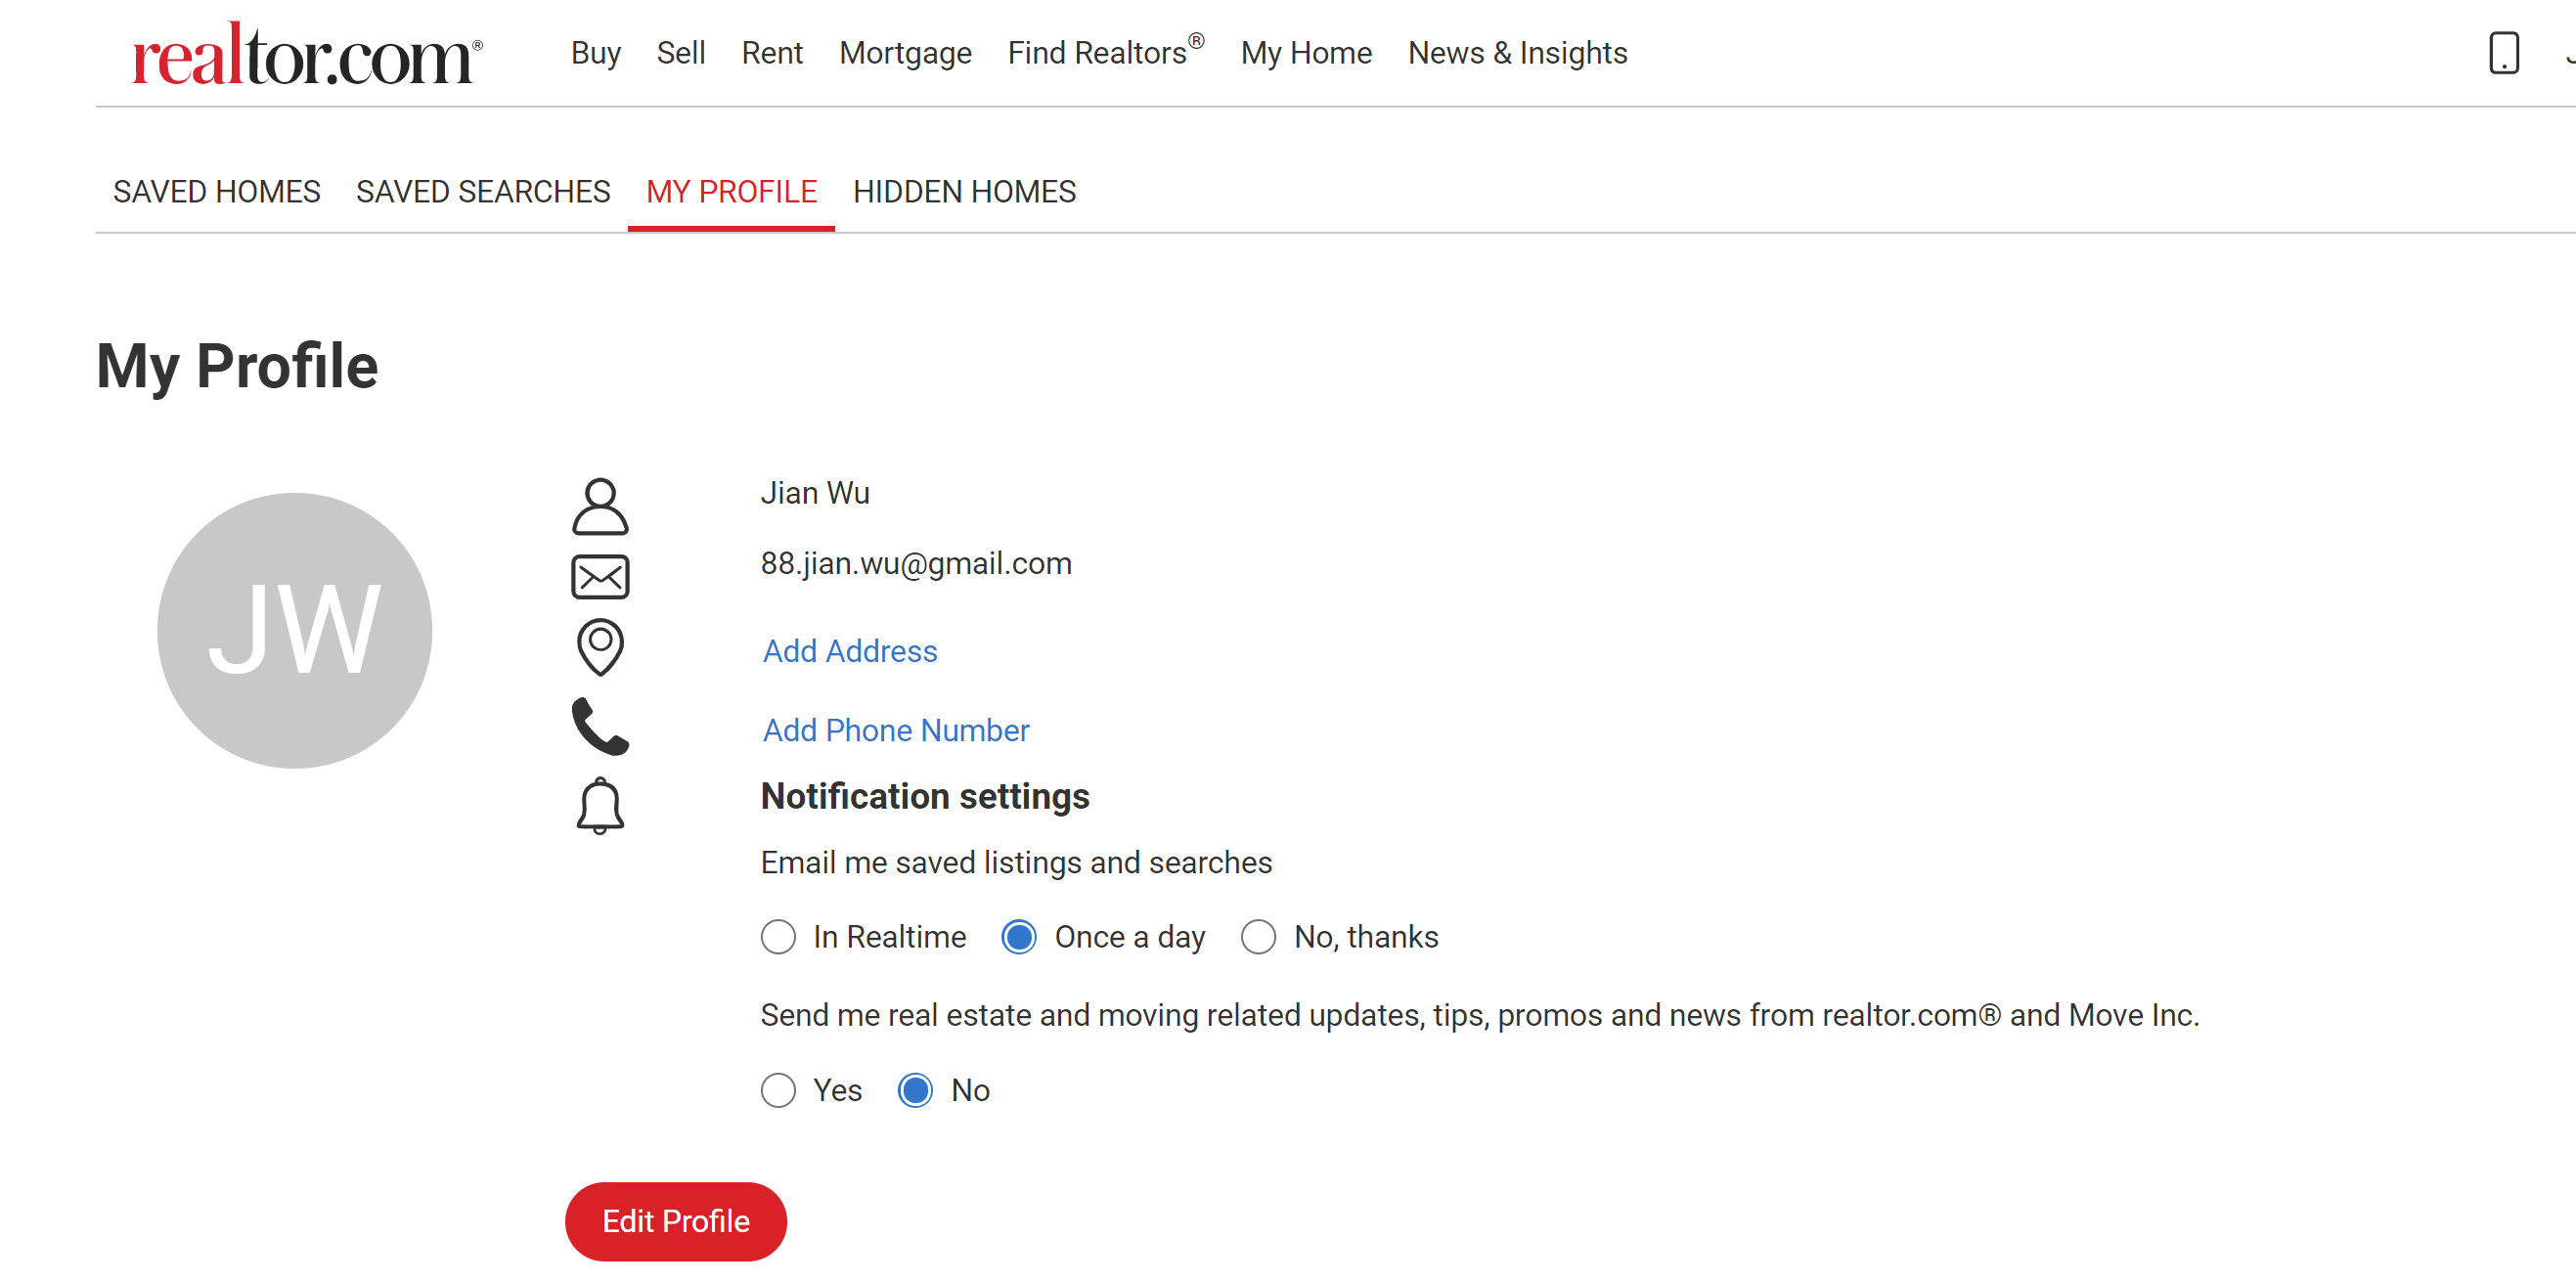 realtor.com®
Buy Sell Rent Mortgage Find Realtors® My Home News & Insights
SAVED HOMES SAVED SEARCHES MY PROFILE HIDDEN HOMES
My Profile
JW
Jian Wu
88.jian.wu@gmail.com
Add Address
Add Phone Number
Notification settings
Email me saved listings and searches
In Realtime Once a day No, thanks
Send me real estate and moving related updates, tips, promos and news from realtor.com® and Move Inc.
Yes No
Edit Profile